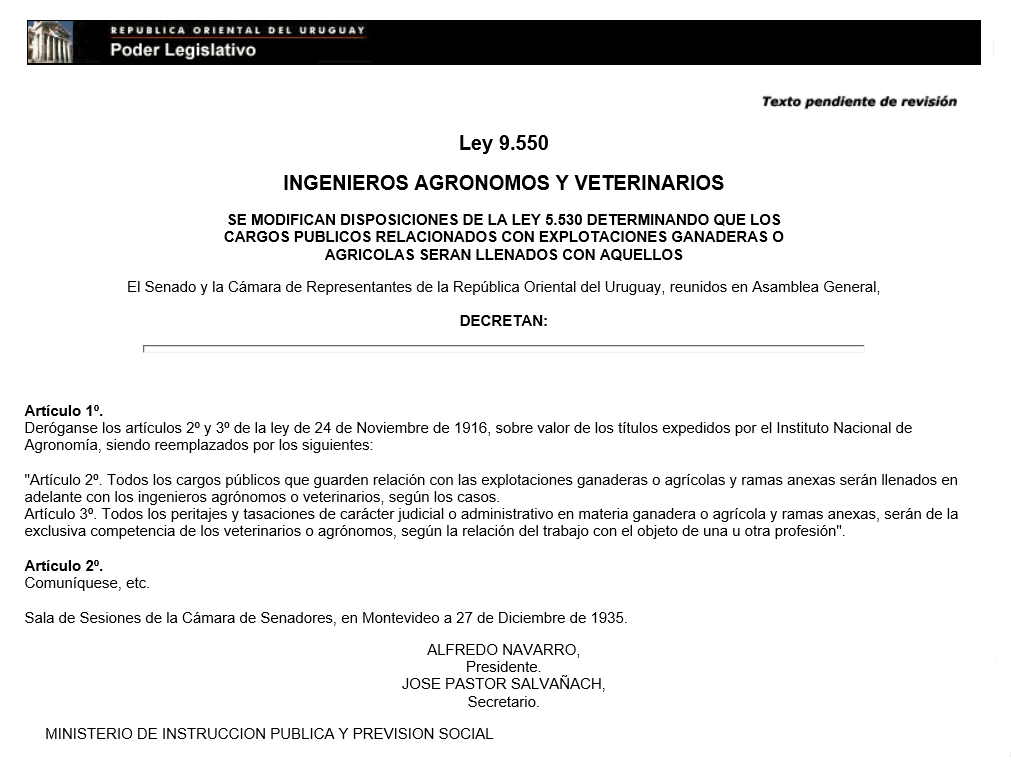 REPUBLICA ORIENTAL DEL URUGUAY
Poder Legislativo
Texto pendiente de revisión
Ley 9.550
INGENIEROS AGRONOMOS Y VETERINARIOS
SE MODIFICAN DISPOSICIONES DE LA LEY 5.530 DETERMINANDO QUE LOS
CARGOS PUBLICOS RELACIONADOS CON EXPLOTACIONES GANADERAS O
AGRICOLAS SERAN LLENADOS CON AQUELLOS
El Senado y la Cámara de Representantes de la República Oriental del Uruguay, reunidos en Asamblea General,
DECRETAN:
Artículo 1º.
Deróganse los artículos 2º y 3º de la ley de 24 de Noviembre de 1916, sobre valor de los títulos expedidos por el Instituto Nacional de
Agronomía, siendo reemplazados por los siguientes:
"Artículo 2º. Todos los cargos públicos que guarden relación con las explotaciones ganaderas o agrícolas y ramas anexas serán llenados en
adelante con los ingenieros agrónomos o veterinarios, según los casos.
Artículo 3º. Todos los peritajes y tasaciones de carácter judicial o administrativo en materia ganadera o agrícola y ramas anexas, serán de la
exclusiva competencia de los veterinarios o agrónomos, según la relación del trabajo con el objeto de una u otra profesión".
Artículo 2º.
Comuníquese, etc.
Sala de Sesiones de la Cámara de Senadores, en Montevideo a 27 de Diciembre de 1935.
ALFREDO NAVARRO,
Presidente.
JOSE PASTOR SALVAÑACH,
Secretario.
MINISTERIO DE INSTRUCCION PUBLICA Y PREVISION SOCIAL